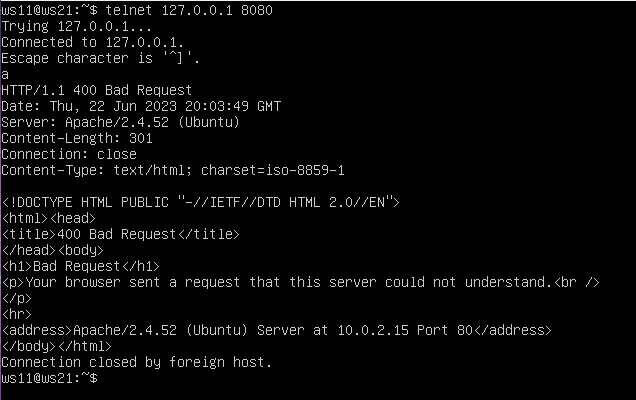 ws11@ws21:~$ telnet 127.0.0.1 8080
Trying 127.0.0.1...
Connected to 127.0.0.1.
Escape character is '^]'.
a
HTTP/1.1 400 Bad Request
Date: Thu, 22 Jun 2023 20:03:49 GMT
Server: Apache/2.4.52 (Ubuntu)
Content-Length: 301
Connection: close
Content-Type: text/html; charset=iso-8859-1

<!DOCTYPE HTML PUBLIC "-//IETF//DTD HTML 2.0//EN">
<html><head>
<title>400 Bad Request</title>
</head><body>
<h1>Bad Request</h1>
<p>Your browser sent a request that this server could not understand.<br />
</p>
<hr>
<address>Apache/2.4.52 (Ubuntu) Server at 10.0.2.15 Port 80</address>
</body></html>
Connection closed by foreign host.
ws11@ws21:~$